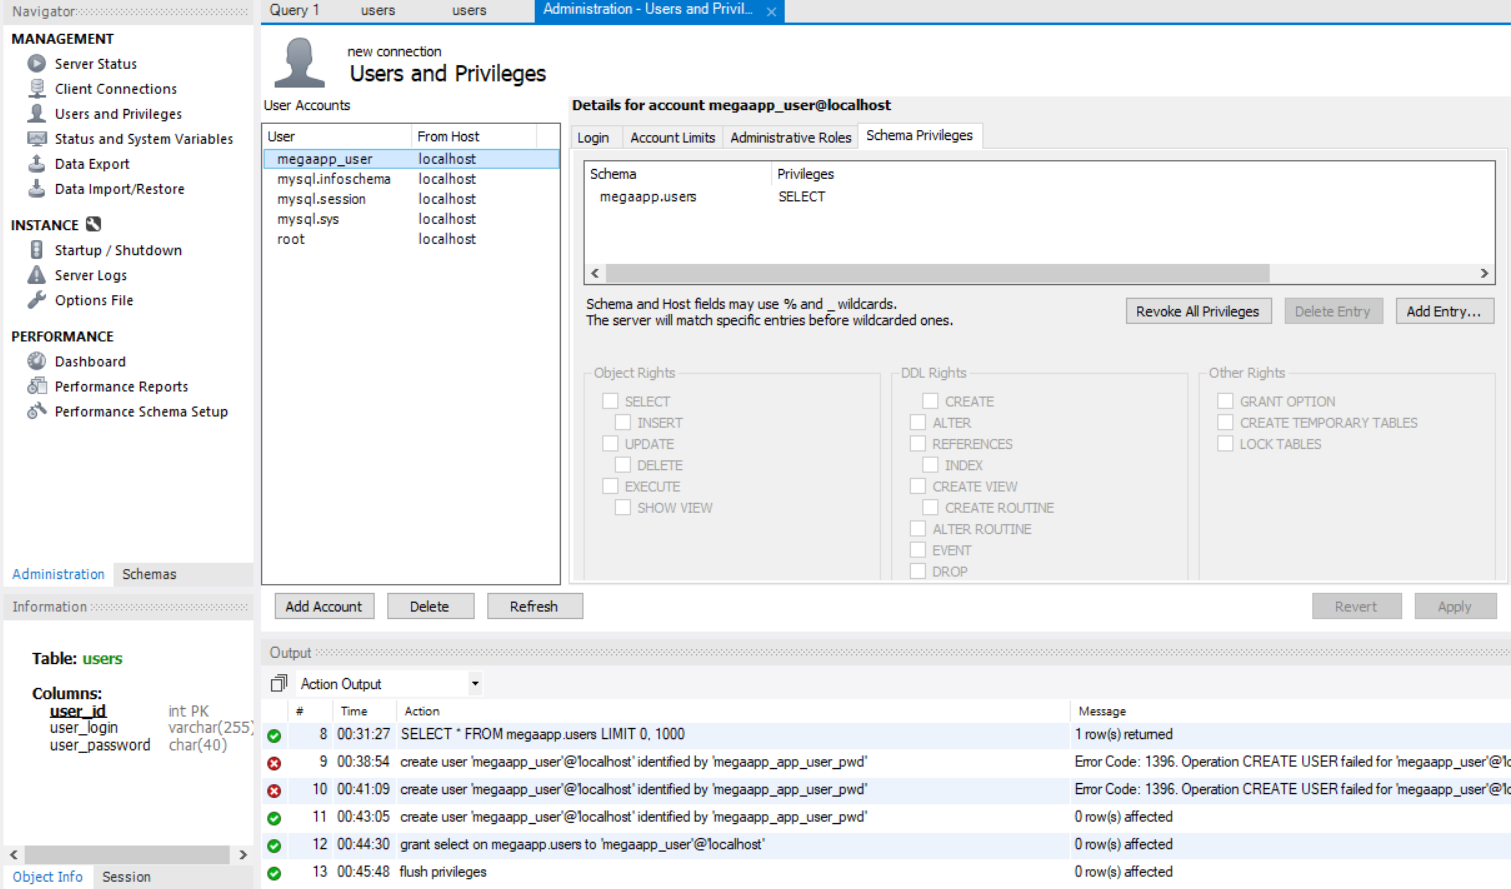 Navigator
MANAGEMENT
Server Status
Client Connections
Users and Privileges
Status and System Variables
Data Export
Data Import/Restore
INSTANCE
Startup / Shutdown
Server Logs
Options File
PERFORMANCE
Dashboard
Performance Reports
Performance Schema Setup
Administration Schemas
Information
Table: users
Columns:
user_id int PK
user_login varchar(255)
user_password char(40)
Object Info Session
Query 1 users users Administration - Users and Privil...
new connection
Users and Privileges
User Accounts
User From Host
megaapp_user localhost
mysql.infoschema localhost
mysql.session localhost
mysql.sys localhost
root localhost
Add Account Delete Refresh
Details for account megaapp_user@localhost
Login Account Limits Administrative Roles Schema Privileges
Schema Privileges
megaapp.users SELECT
Schema and Host fields may use % and _ wildcards.
The server will match specific entries before wildcarded ones.
Revoke All Privileges Delete Entry Add Entry...
Object Rights
SELECT
INSERT
UPDATE
DELETE
EXECUTE
SHOW VIEW
DDL Rights
CREATE
ALTER
REFERENCES
INDEX
CREATE VIEW
CREATE ROUTINE
ALTER ROUTINE
EVENT
DROP
Other Rights
GRANT OPTION
CREATE TEMPORARY TABLES
LOCK TABLES
Revert Apply
Output
Action Output
# Time Action Message
8 00:31:27 SELECT * FROM megaapp.users LIMIT 0, 1000 1 row(s) returned
9 00:38:54 create user 'megaapp_user'@'localhost' identified by 'megaapp_app_user_pwd' Error Code: 1396. Operation CREATE USER failed for 'megaapp_user'@'lo
10 00:41:09 create user 'megaapp_user'@'localhost' identified by 'megaapp_app_user_pwd' Error Code: 1396. Operation CREATE USER failed for 'megaapp_user'@'lo
11 00:43:05 create user 'megaapp_user'@'localhost' identified by 'megaapp_app_user_pwd' 0 row(s) affected
12 00:44:30 grant select on megaapp.users to 'megaapp_user'@'localhost' 0 row(s) affected
13 00:45:48 flush privileges 0 row(s) affected